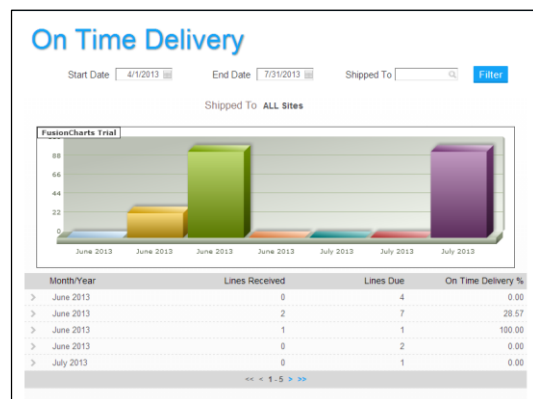 On Time Delivery
Start Date 4/1/2013 End Date 7/31/2013 Shipped To Filter
Shipped To ALL Sites
FusionCharts Trial
88
66
44
22
0
June 2013 June 2013 June 2013 June 2013 July 2013 July 2013 July 2013
Month/Year Lines Received Lines Due On Time Delivery %
> June 2013 0 4 0.00
> June 2013 2 7 28.57
> June 2013 1 1 100.00
> June 2013 0 2 0.00
> July 2013 0 1 0.00
<< < 1 - 5 > >>